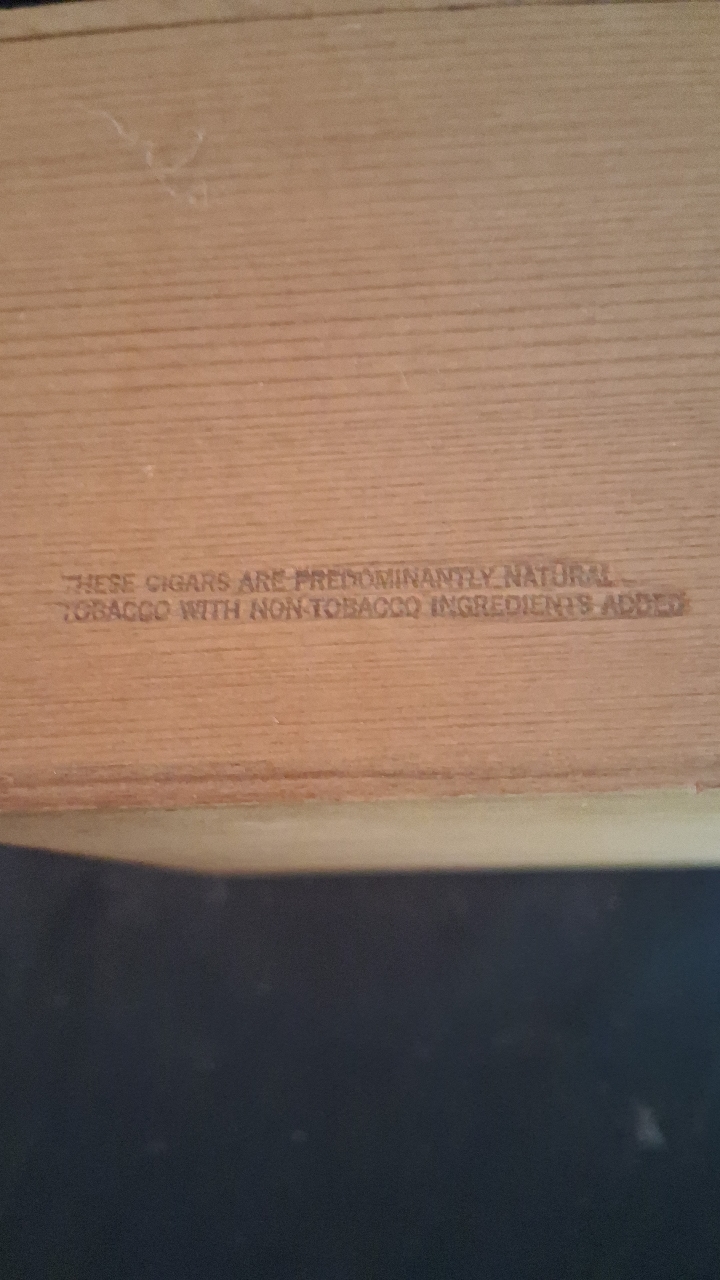 THESE CIGARS ARE PREDOMINANTLY NATURAL
TOBACCO WITH NON-TOBACCO INGREDIENTS ADDED